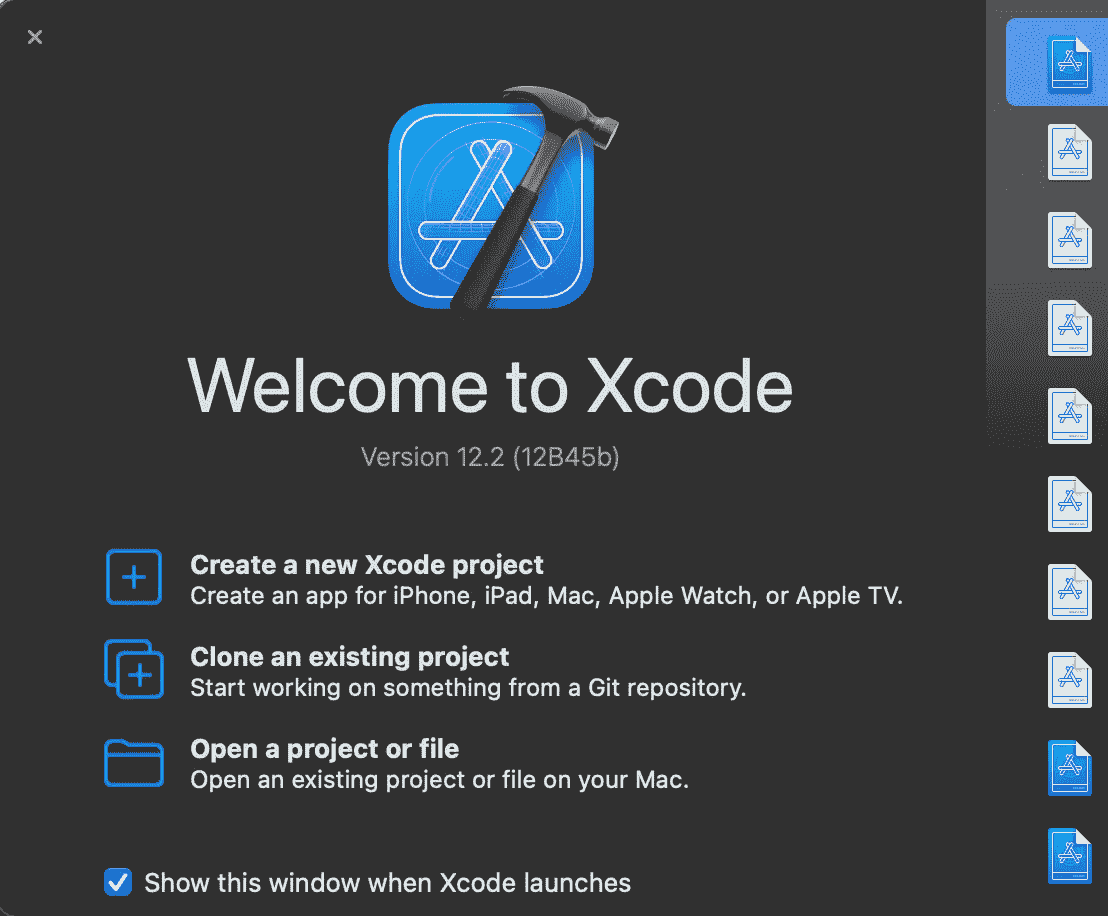 Welcome to Xcode
Version 12.2 (12B45b)
Create a new Xcode project
Create an app for iPhone, iPad, Mac, Apple Watch, or Apple TV.
Clone an existing project
Start working on something from a Git repository.
Open a project or file
Open an existing project or file on your Mac.
Show this window when Xcode launches